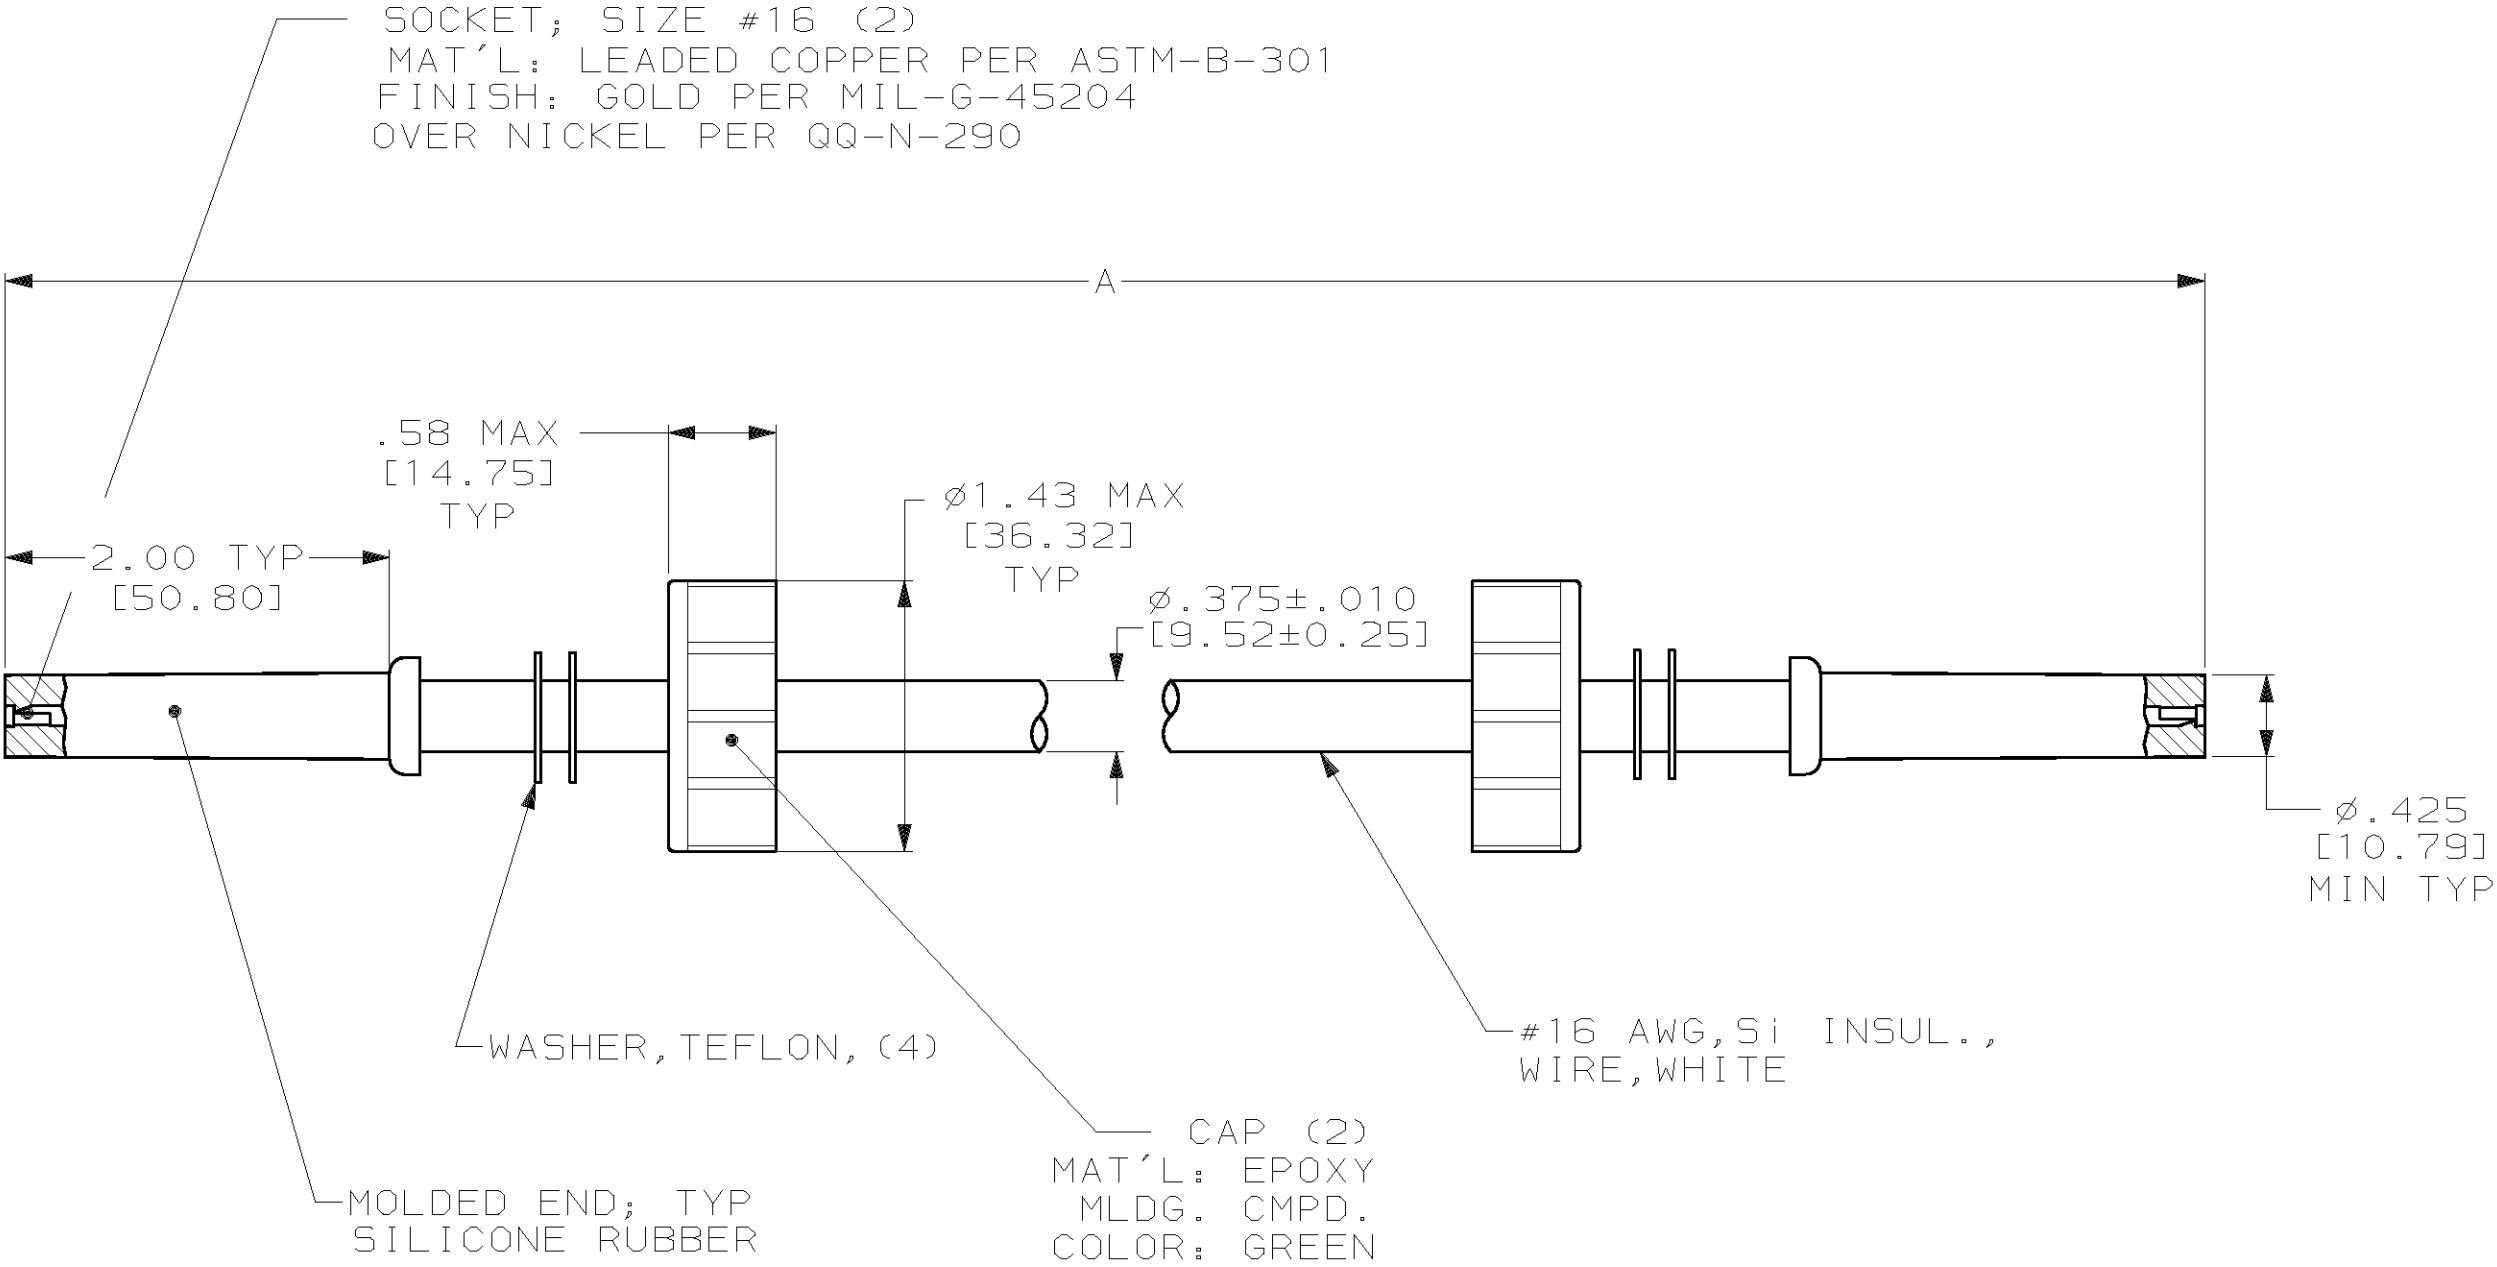 SOCKET; SIZE #16 (2)
MAT'L: LEADED COPPER PER ASTM-B-301
FINISH: GOLD PER MIL-G-45204
OVER NICKEL PER QQ-N-290
A
.58 MAX
[14.75]
TYP
ø1.43 MAX
[36.32]
TYP
2.00 TYP
[50.80]
ø.375±.010
[9.52±0.25]
ø.425
[10.79]
MIN TYP
WASHER,TEFLON,(4)
#16 AWG,Si INSUL.,
WIRE,WHITE
CAP (2)
MAT'L: EPOXY
MLDG. CMPD.
COLOR: GREEN
MOLDED END; TYP
SILICONE RUBBER